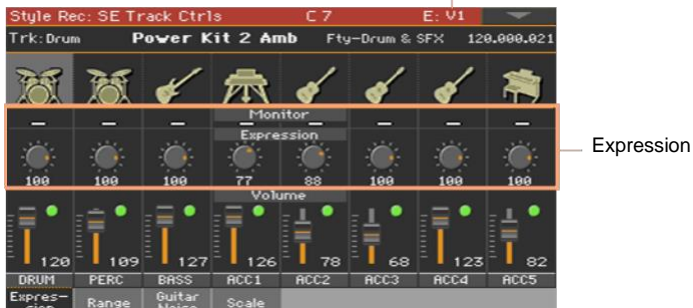 Style Rec: SE Track Ctrls C 7 E: V1
Trk:Drum Power Kit 2 Amb Fty-Drum & SFX 120.000.021
Monitor
Expression
Expression
100 100 100 77 88 100 100 100
Volume
120 109 127 126 78 68 123 82
DRUM PERC BASS ACC1 ACC2 ACC3 ACC4 ACC5
Expres-
sion Range Guitar
Noise Scale